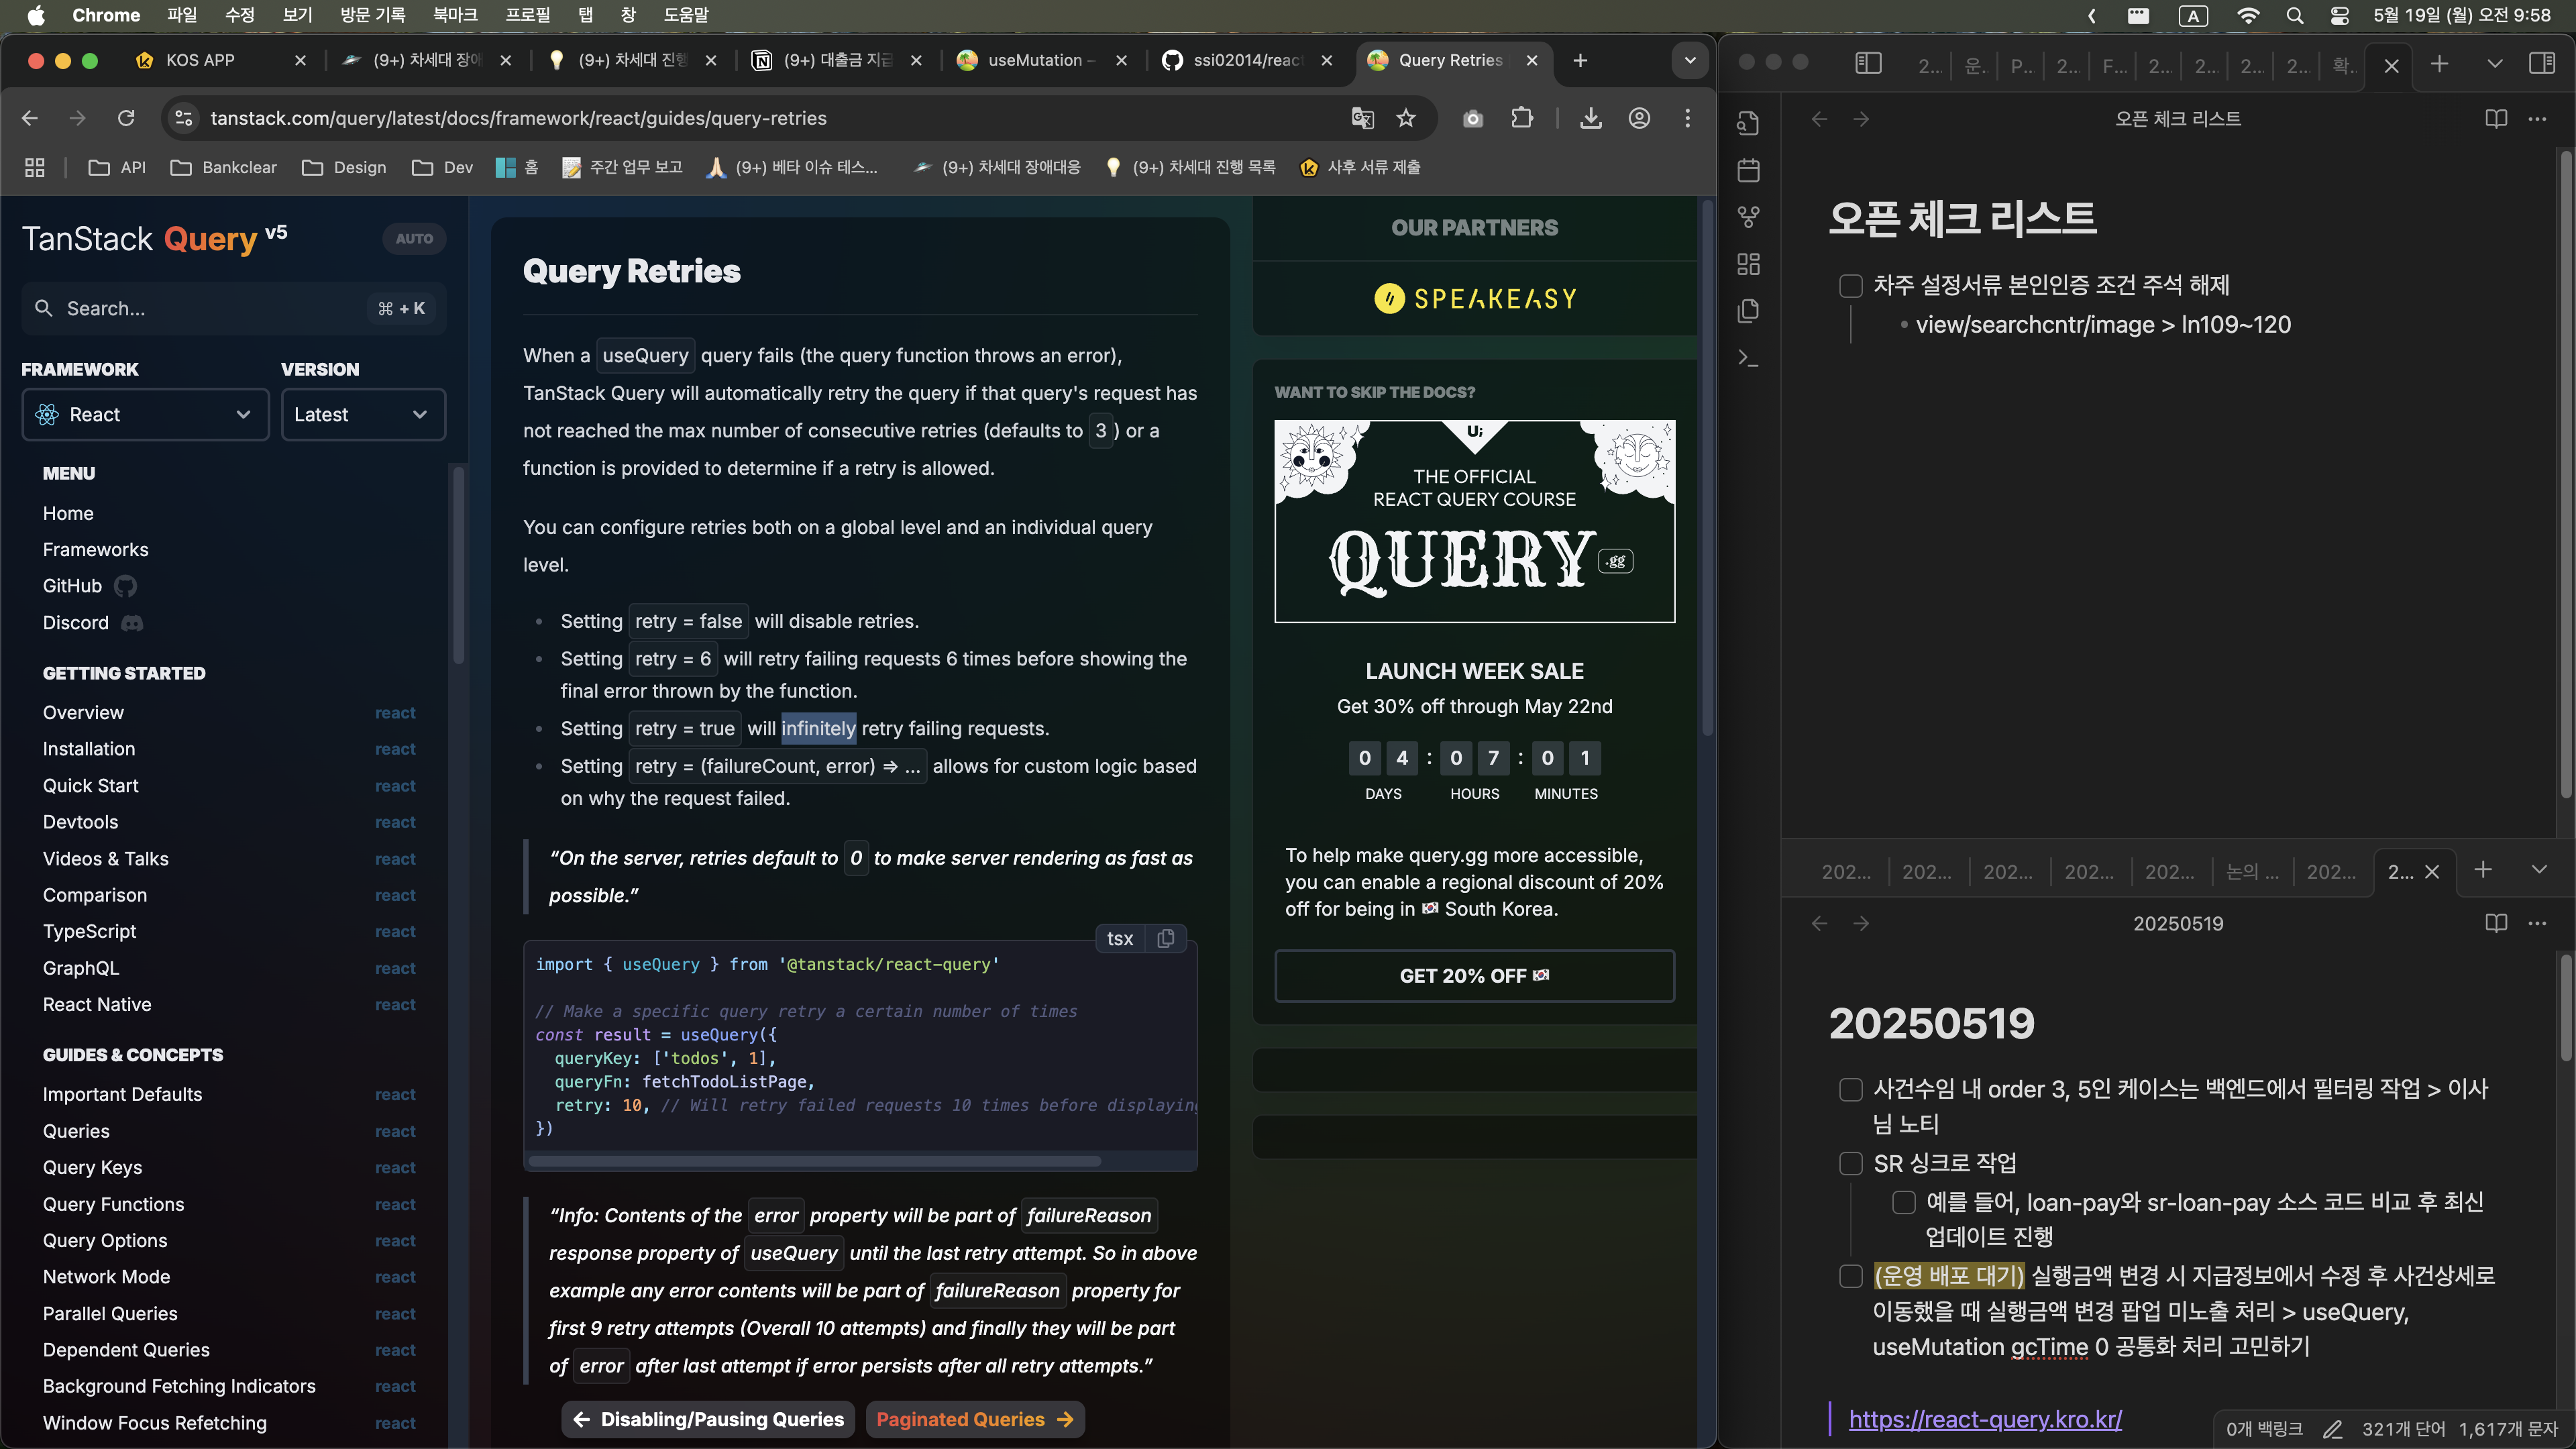 Chrome 파일 수정 보기 방문 기록 북마크 프로필 탭 창 도움말
A 5월 19일 (월) 오전 9:58
KOS APP
(9+) 차세대 장애
(9+) 차세대 진행
(9+) 대출금 지급
useMutation
ssi02014/react
Query Retries
tanstack.com/query/latest/docs/framework/react/guides/query-retries
API
Bankclear
Design
Dev
홈
주간 업무 보고
(9+) 베타 이슈 테스...
(9+) 차세대 장애대응
(9+) 차세대 진행 목록
사후 서류 제출
TanStack Query v5
AUTO
Search...
⌘ + K
FRAMEWORK
VERSION
React
Latest
MENU
Home
Frameworks
GitHub
Discord
GETTING STARTED
Overview react
Installation react
Quick Start react
Devtools react
Videos & Talks react
Comparison react
TypeScript react
GraphQL react
React Native react
GUIDES & CONCEPTS
Important Defaults react
Queries react
Query Keys react
Query Functions react
Query Options react
Network Mode react
Parallel Queries react
Dependent Queries react
Background Fetching Indicators react
Window Focus Refetching react
Query Retries
When a useQuery query fails (the query function throws an error),
TanStack Query will automatically retry the query if that query's request has
not reached the max number of consecutive retries (defaults to 3 ) or a
function is provided to determine if a retry is allowed.
You can configure retries both on a global level and an individual query
level.
Setting retry = false will disable retries.
Setting retry = 6 will retry failing requests 6 times before showing the
final error thrown by the function.
Setting retry = true will infinitely retry failing requests.
Setting retry = (failureCount, error) => ... allows for custom logic based
on why the request failed.
“On the server, retries default to 0 to make server rendering as fast as
possible.”
tsx
import { useQuery } from '@tanstack/react-query'
// Make a specific query retry a certain number of times
const result = useQuery({
queryKey: ['todos', 1],
queryFn: fetchTodoListPage,
retry: 10, // Will retry failed requests 10 times before displaying
})
“Info: Contents of the error property will be part of failureReason
response property of useQuery until the last retry attempt. So in above
example any error contents will be part of failureReason property for
first 9 retry attempts (Overall 10 attempts) and finally they will be part
of error after last attempt if error persists after all retry attempts.”
← Disabling/Pausing Queries
Paginated Queries →
OUR PARTNERS
SPEAKEASY
WANT TO SKIP THE DOCS?
Ui
THE OFFICIAL
REACT QUERY COURSE
QUERY .gg
LAUNCH WEEK SALE
Get 30% off through May 22nd
0 4 : 0 7 : 0 1
DAYS HOURS MINUTES
To help make query.gg more accessible,
you can enable a regional discount of 20%
off for being in 🇰🇷 South Korea.
GET 20% OFF 🇰🇷
2... 운.. P... 2... F... 2... 2... 2... 2... 확..
오픈 체크 리스트
오픈 체크 리스트
차주 설정서류 본인인증 조건 주석 해제
view/searchcntr/image > ln109~120
202... 202... 202... 202... 202... 논의 ... 202... 2...
20250519
20250519
사건수임 내 order 3, 5인 케이스는 백엔드에서 필터링 작업 > 이사
님 노티
SR 싱크로 작업
예를 들어, loan-pay와 sr-loan-pay 소스 코드 비교 후 최신
업데이트 진행
(운영 배포 대기) 실행금액 변경 시 지급정보에서 수정 후 사건상세로
이동했을 때 실행금액 변경 팝업 미노출 처리 > useQuery,
useMutation gcTime 0 공통화 처리 고민하기
https://react-query.kro.kr/
0개 백링크 321개 단어 1,617개 문자